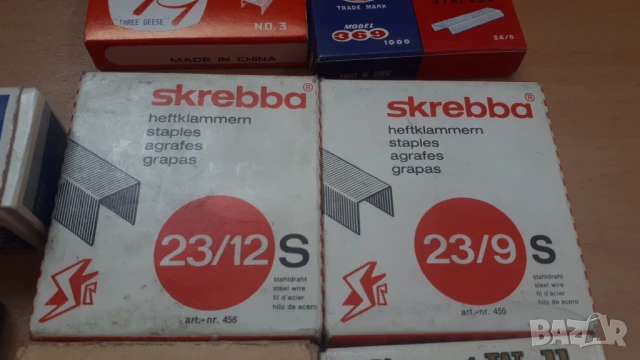 THREE GEESE
NO. 3
MADE IN CHINA
TRADE MARK
MODEL
369
1000
24/6
skrebba®
heftklammern
staples
agrafes
grapas
23/12 S
stahldraht
steel wire
fil d'acier
hilo de acero
art.-nr. 456
skrebba®
heftklammern
staples
agrafes
grapas
23/9 S
stahldraht
steel wire
fil d'acier
hilo de acero
art.-nr. 455
BAZAR